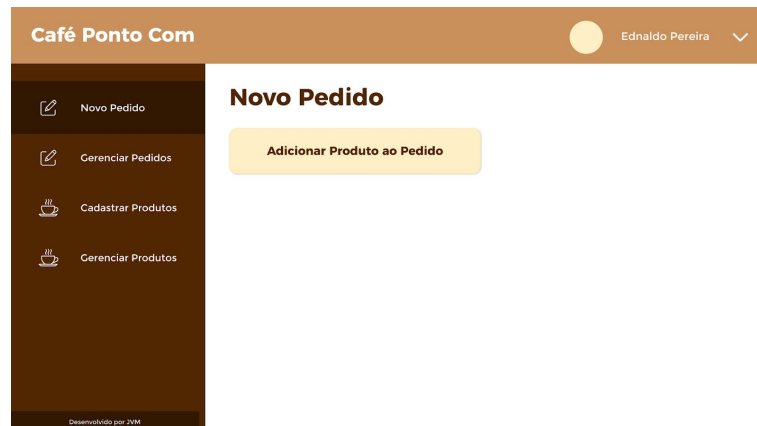 Café Ponto Com
Ednaldo Pereira
Novo Pedido
Gerenciar Pedidos
Cadastrar Produtos
Gerenciar Produtos
Desenvolvido por JVM
Novo Pedido
Adicionar Produto ao Pedido